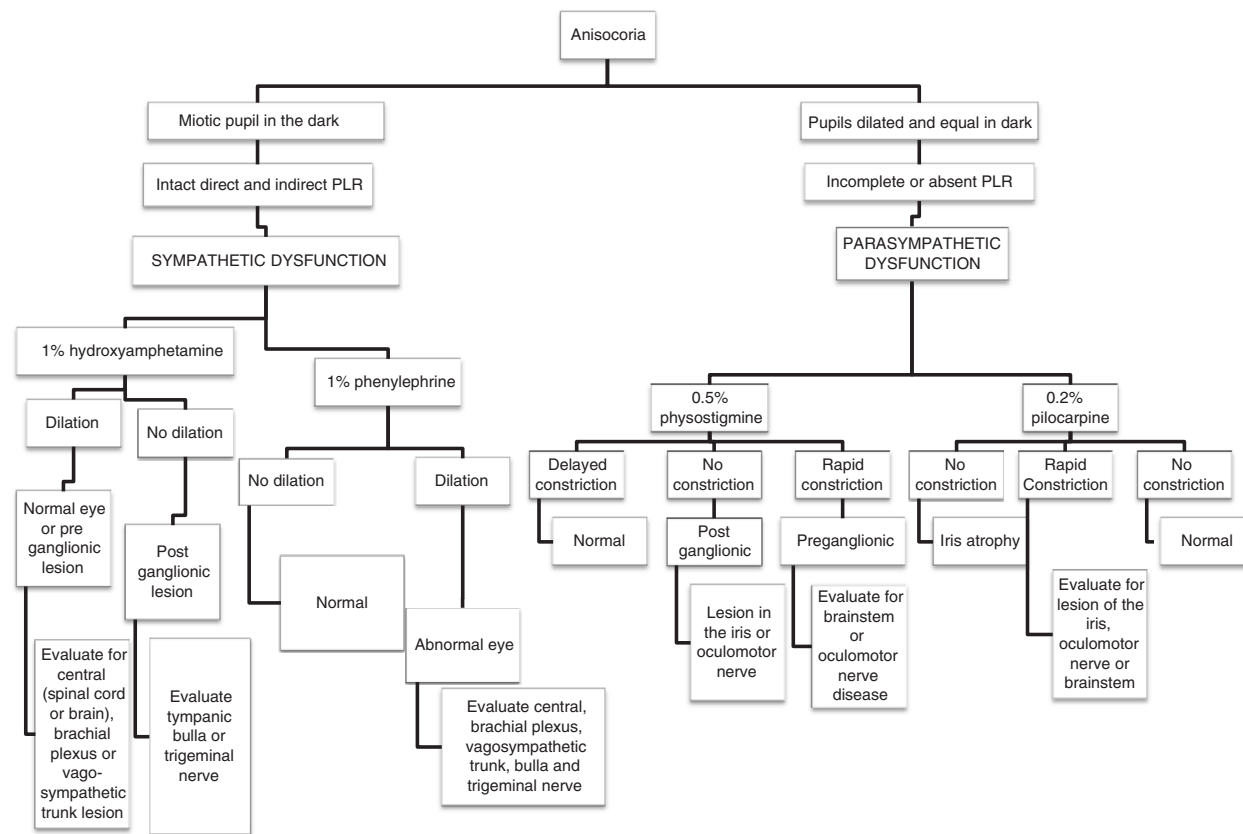 Anisocoria
Miotic pupil in the dark
Intact direct and indirect PLR
SYMPATHETIC DYSFUNCTION
1% hydroxyamphetamine
Dilation
Normal eye
or pre
ganglionic
lesion
Evaluate for
central
(spinal cord
or brain),
brachial
plexus or
vago-
sympathetic
trunk lesion
No dilation
Post
ganglionic
lesion
Evaluate
tympanic
bulla or
trigeminal
nerve
1% phenylephrine
No dilation
Normal
Dilation
Abnormal eye
Evaluate central,
brachial plexus,
vagosympathetic
trunk, bulla and
trigeminal nerve
Pupils dilated and equal in dark
Incomplete or absent PLR
PARASYMPATHETIC
DYSFUNCTION
0.5%
physostigmine
Delayed
constriction
Normal
No
constriction
Post
ganglionic
Lesion in
the iris or
oculomotor
nerve
Rapid
constriction
Preganglionic
Evaluate for
brainstem
or
oculomotor
nerve
disease
0.2%
pilocarpine
No
constriction
Iris atrophy
Rapid
Constriction
Evaluate for
lesion of the
iris,
oculomotor
nerve or
brainstem
No
constriction
Normal